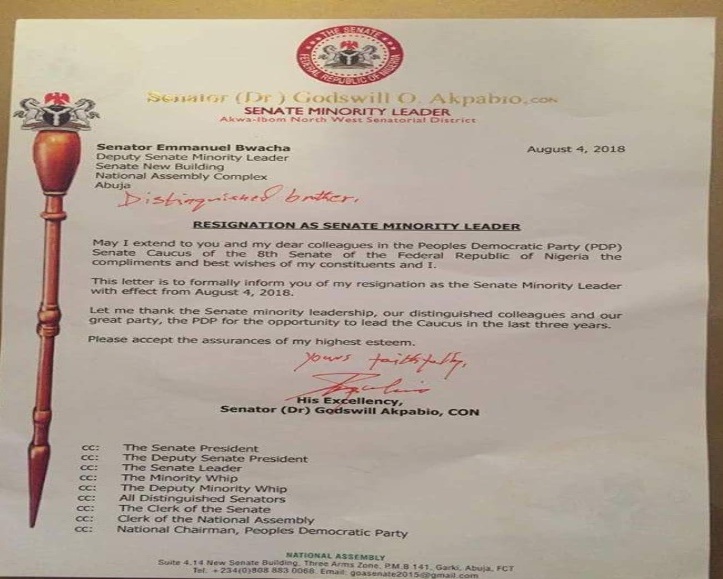 THE SENATE
FEDERAL REPUBLIC OF NIGERIA
Senator (Dr) Godswill O. Akpabio, CON
SENATE MINORITY LEADER
Akwa-Ibom North West Senatorial District
Senator Emmanuel Bwacha
August 4, 2018
Deputy Senate Minority Leader
Senate New Building
National Assembly Complex
Abuja
Distinguished brother,
RESIGNATION AS SENATE MINORITY LEADER
May I extend to you and my dear colleagues in the Peoples Democratic Party (PDP)
Senate Caucus of the 8th Senate of the Federal Republic of Nigeria the
compliments and best wishes of my constituents and I.
This letter is to formally inform you of my resignation as the Senate Minority Leader
with effect from August 4, 2018.
Let me thank the Senate minority leadership, our distinguished colleagues and our
great party, the PDP for the opportunity to lead the Caucus in the last three years.
Please accept the assurances of my highest esteem.
Yours faithfully,
His Excellency,
Senator (Dr) Godswill Akpabio, CON
cc: The Senate President
cc: The Deputy Senate President
cc: The Senate Leader
cc: The Minority Whip
cc: The Deputy Minority Whip
cc: All Distinguished Senators
cc: The Clerk of the Senate
cc: Clerk of the National Assembly
cc: National Chairman, Peoples Democratic Party
NATIONAL ASSEMBLY
Suite 4.14 New Senate Building, Three Arms Zone, P.M.B 141, Garki, Abuja, FCT
Tel: +234(0)808 883 0068. Email: goasenate2015@gmail.com